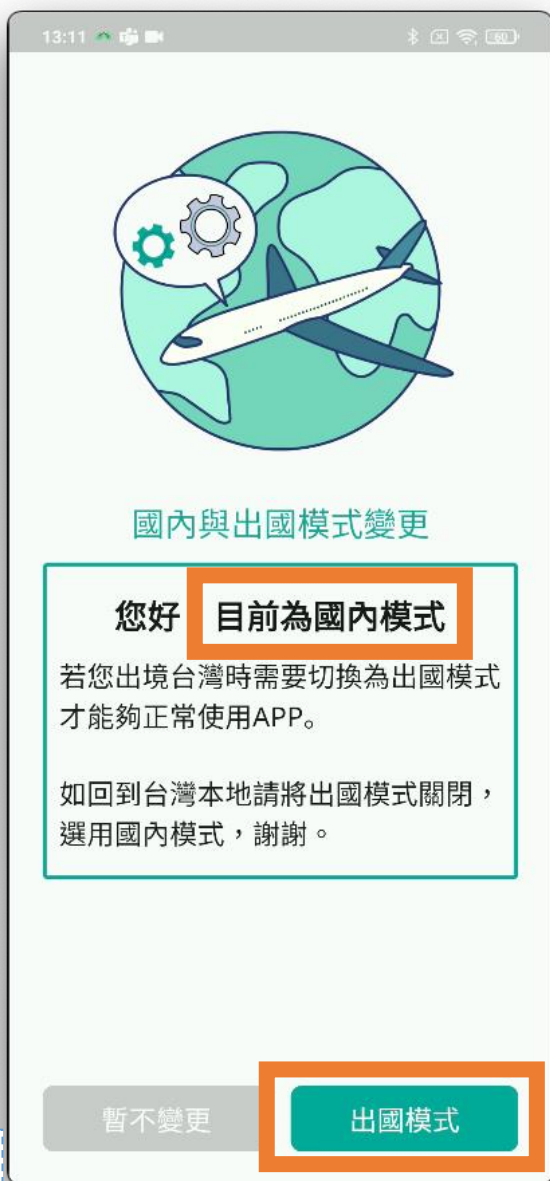 13:11
60
國內與出國模式變更
您好 目前為國內模式
若您出境台灣時需要切換為出國模式
才能夠正常使用APP。
如回到台灣本地請將出國模式關閉，
選用國內模式，謝謝。
暫不變更 出國模式